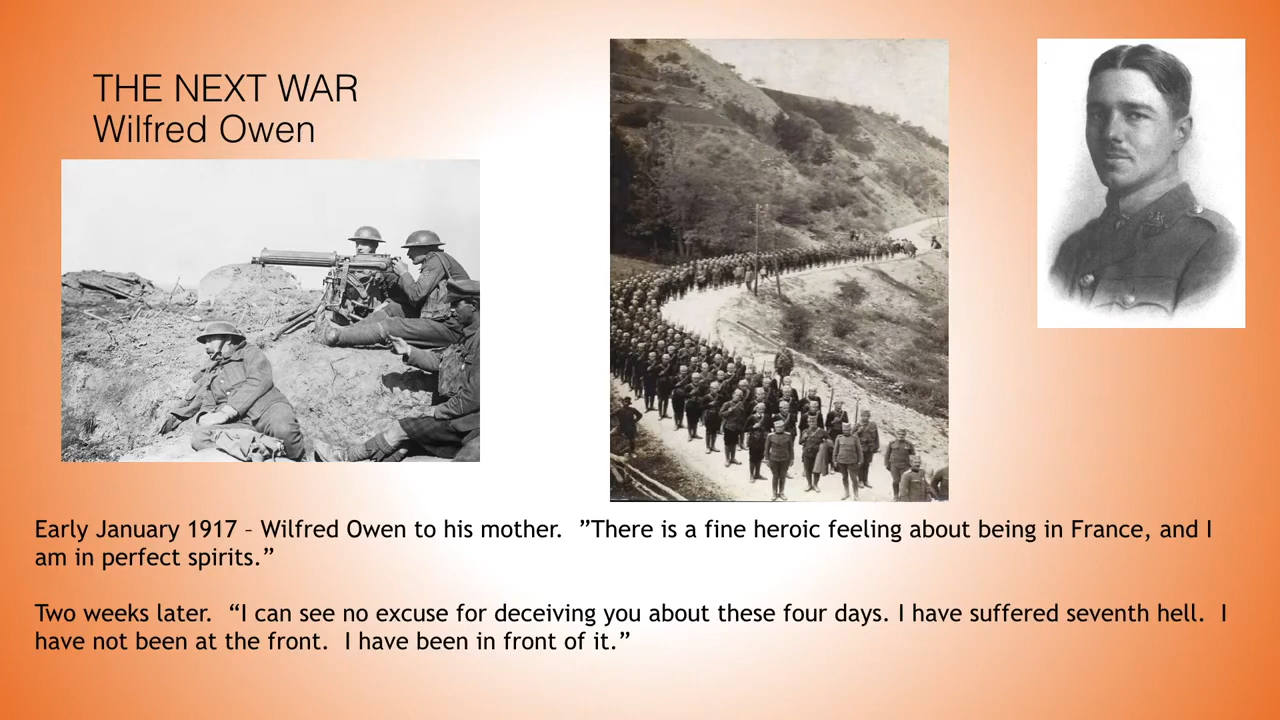 THE NEXT WAR
Wilfred Owen
Early January 1917 – Wilfred Owen to his mother.  ”There is a fine heroic feeling about being in France, and I
am in perfect spirits.”
Two weeks later.  “I can see no excuse for deceiving you about these four days. I have suffered seventh hell.  I
have not been at the front.  I have been in front of it.”